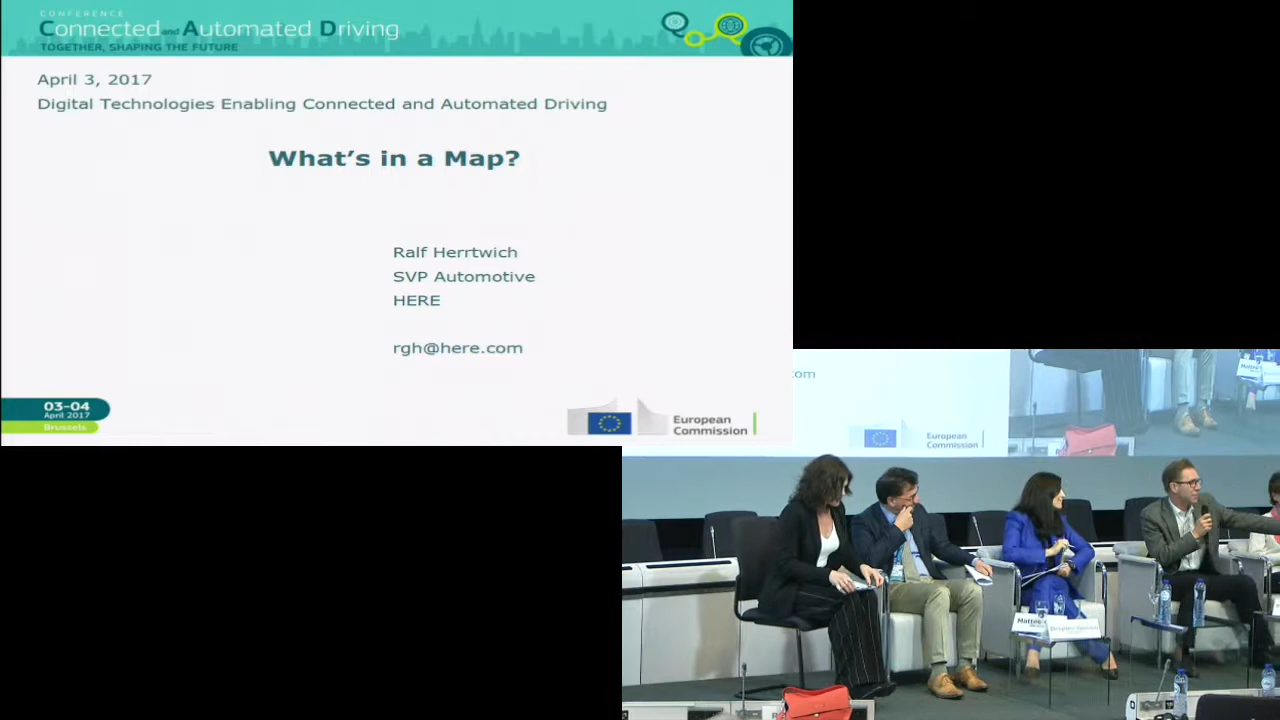 CONFERENCE
Connected and Automated Driving
TOGETHER, SHAPING THE FUTURE
April 3, 2017
Digital Technologies Enabling Connected and Automated Driving
What's in a Map?
Ralf Herrtwich
SVP Automotive
HERE
rgh@here.com
03-04
April 2017
Brussels
European
Commission
com
European
Commission
Matteo